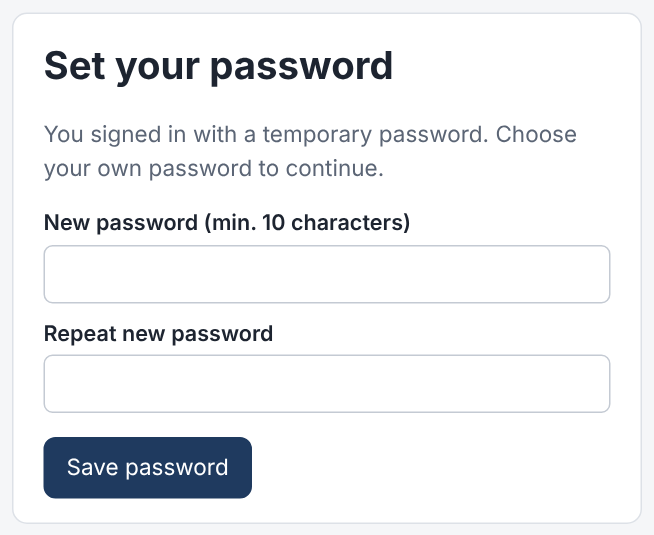 Set your password
You signed in with a temporary password. Choose
your own password to continue.
New password (min. 10 characters)
Repeat new password
Save password